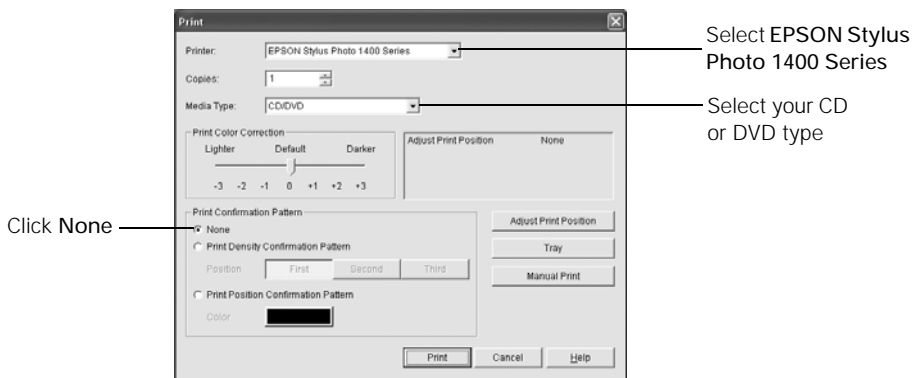 Print
Printer: EPSON Stylus Photo 1400 Series
Select EPSON Stylus
Photo 1400 Series
Copies: 1
Media Type: CD/DVD
Select your CD
or DVD type
Print Color Correction
Lighter Default Darker
-3 -2 -1 0 +1 +2 +3
Adjust Print Position None
Click None
Print Confirmation Pattern
None
Print Density Confirmation Pattern
Position First Second Third
Print Position Confirmation Pattern
Color
Adjust Print Position
Tray
Manual Print
Print Cancel Help